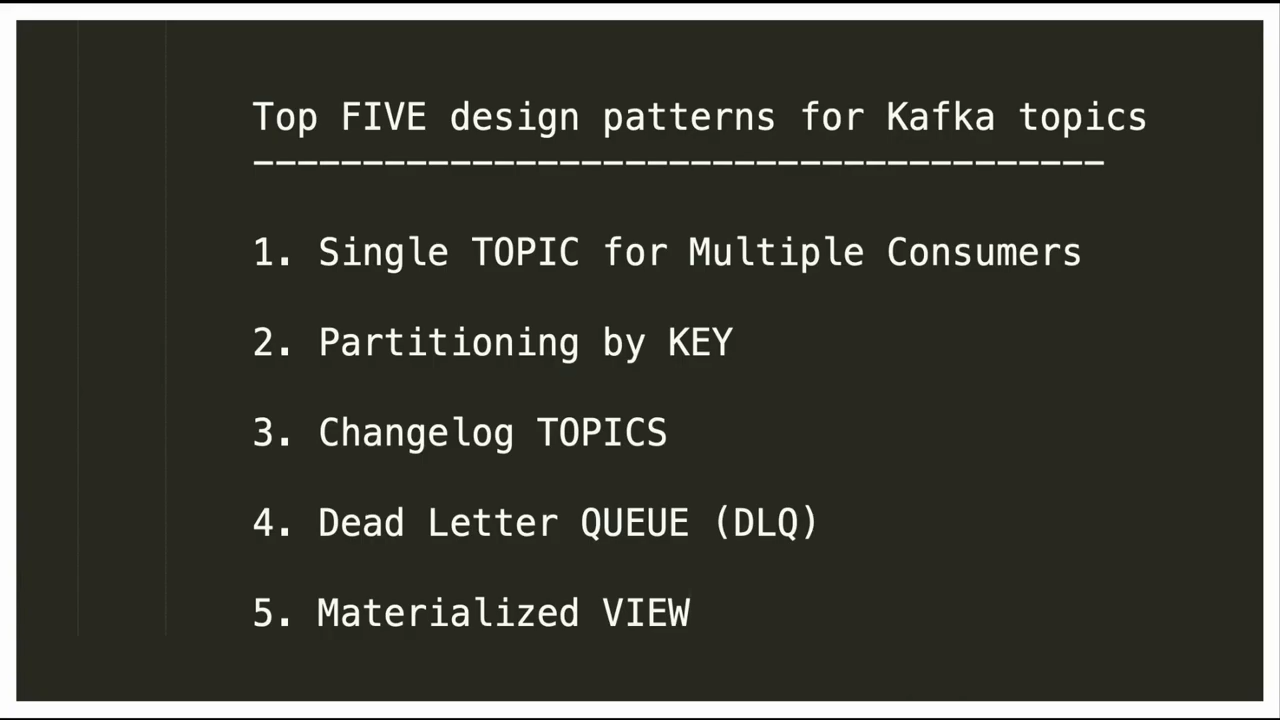 Top FIVE design patterns for Kafka topics
---------------------------------------
1. Single TOPIC for Multiple Consumers
2. Partitioning by KEY
3. Changelog TOPICS
4. Dead Letter QUEUE (DLQ)
5. Materialized VIEW